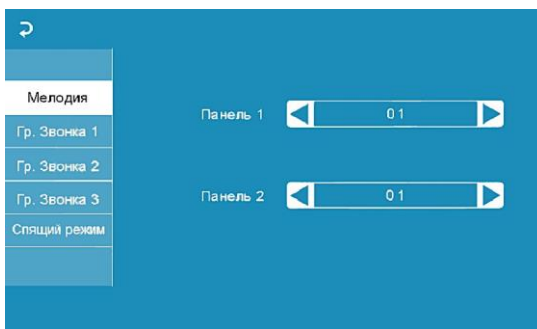 Мелодия
Гр. Звонка 1
Гр. Звонка 2
Гр. Звонка 3
Спящий режим
Панель 1 01
Панель 2 01